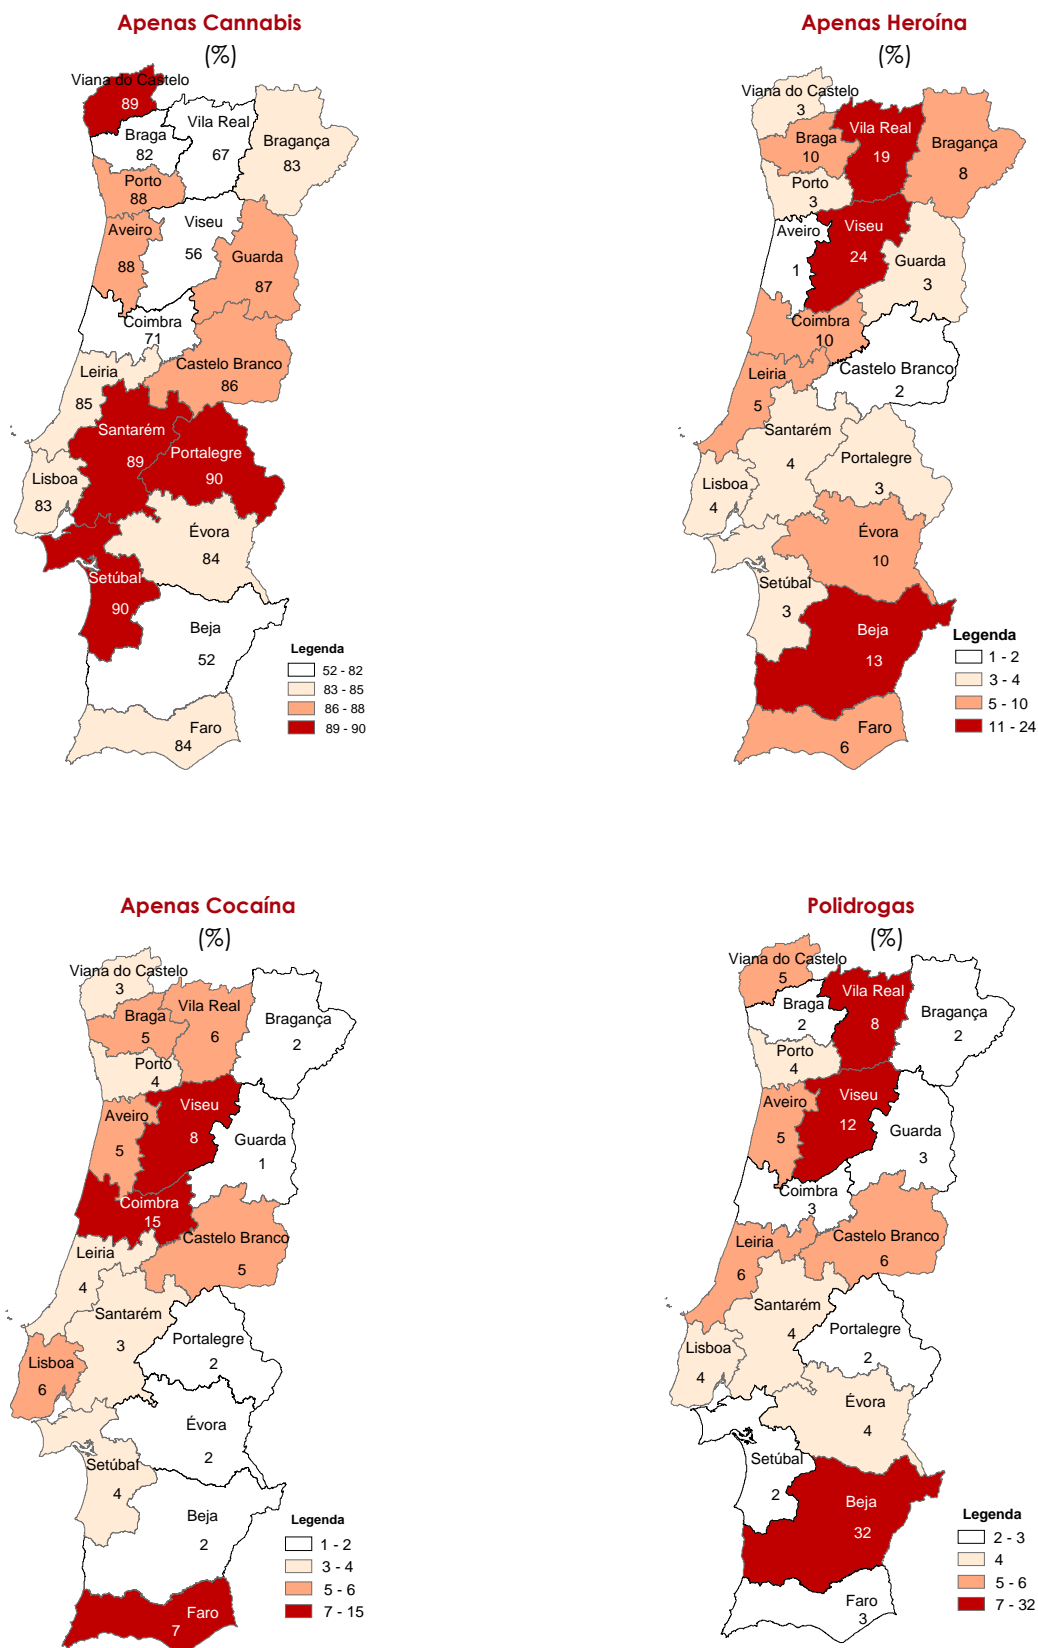 Apenas Cannabis
(%)
Viana do Castelo
89
Braga
82
Vila Real
67
Bragança
83
Porto
88
Aveiro
88
Viseu
56
Guarda
87
Coimbra
71
Castelo Branco
86
Leiria
85
Santarém
89
Portalegre
90
Lisboa
83
Évora
84
Setúbal
90
Beja
52
Faro
84
Legenda
52 - 82
83 - 85
86 - 88
89 - 90
Apenas Heroína
(%)
Viana do Castelo
3
Braga
10
Vila Real
19
Bragança
8
Porto
3
Aveiro
1
Viseu
24
Guarda
3
Coimbra
10
Castelo Branco
2
Leiria
5
Santarém
4
Portalegre
3
Lisboa
4
Évora
10
Setúbal
3
Beja
13
Faro
6
Legenda
1 - 2
3 - 4
5 - 10
11 - 24
Apenas Cocaína
(%)
Viana do Castelo
3
Braga
5
Vila Real
6
Bragança
2
Porto
4
Aveiro
5
Viseu
8
Guarda
1
Coimbra
15
Castelo Branco
5
Leiria
4
Santarém
3
Portalegre
2
Lisboa
6
Évora
2
Setúbal
4
Beja
2
Faro
7
Legenda
1 - 2
3 - 4
5 - 6
7 - 15
Polidrogas
(%)
Viana do Castelo
5
Braga
2
Vila Real
8
Bragança
2
Porto
4
Aveiro
5
Viseu
12
Guarda
3
Coimbra
3
Castelo Branco
6
Leiria
6
Santarém
4
Portalegre
2
Lisboa
4
Évora
4
Setúbal
2
Beja
32
Faro
3
Legenda
2 - 3
4
5 - 6
7 - 32